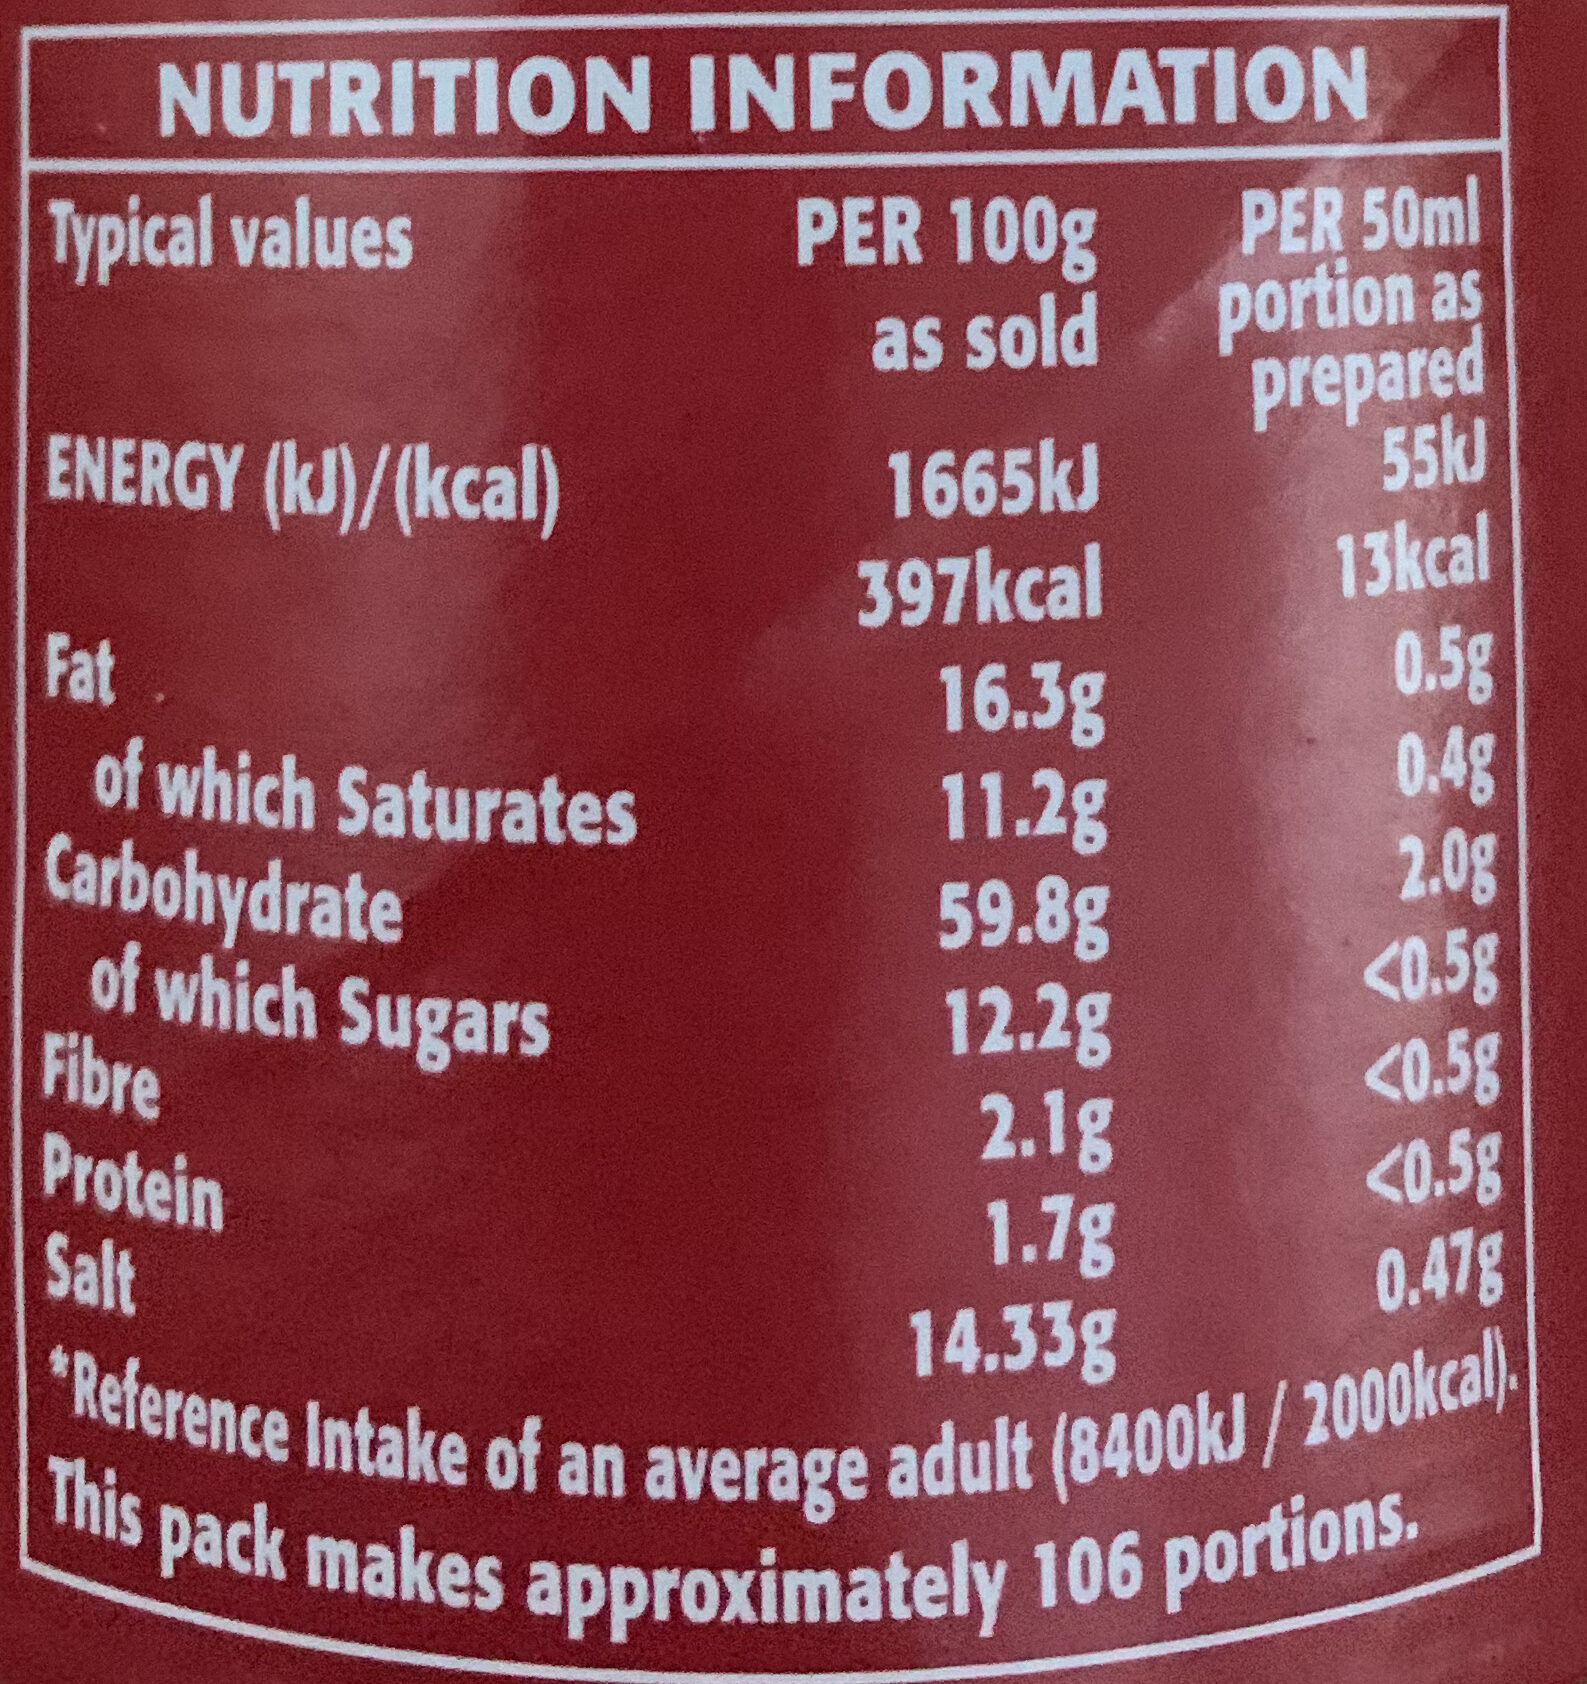 NUTRITION INFORMATION
Typical values PER 100g as sold PER 50ml portion as prepared
ENERGY (kJ)/(kcal) 1665kJ 55kJ
397kcal 13kcal
Fat 16.3g 0.5g
of which Saturates 11.2g 0.4g
Carbohydrate 59.8g 2.0g
of which Sugars 12.2g <0.5g
Fibre 2.1g <0.5g
Protein 1.7g <0.5g
Salt 14.33g 0.47g
*Reference Intake of an average adult (8400kJ / 2000kcal).
This pack makes approximately 106 portions.